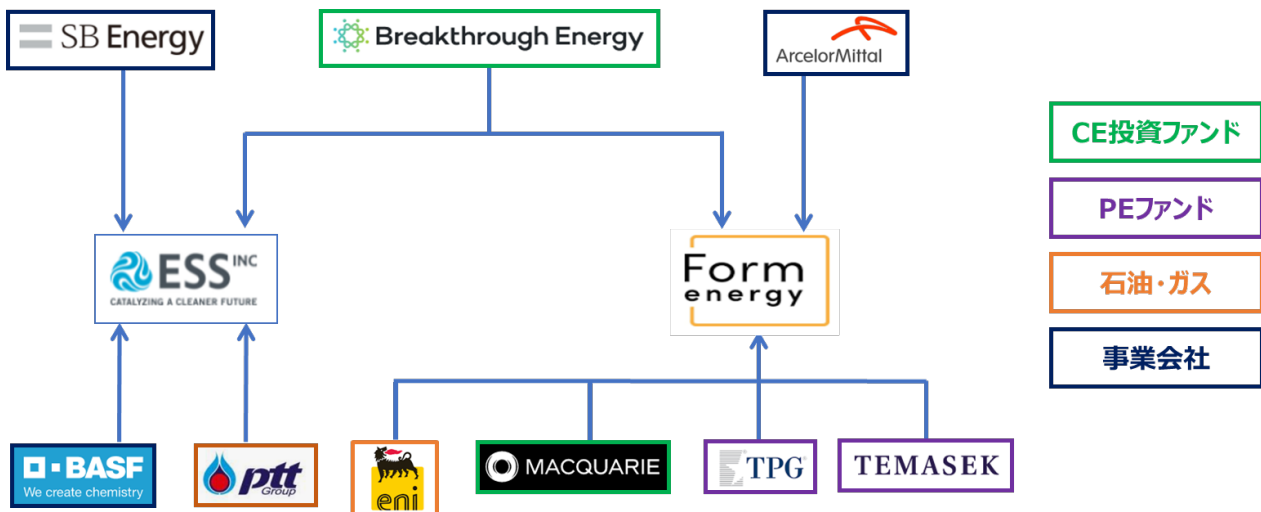 SB Energy
Breakthrough Energy
ArcelorMittal
CE投資ファンド
PEファンド
石油・ガス
事業会社
ESS INC
CATALYZING A CLEANER FUTURE
Form
energy
BASF
We create chemistry
ptt
Group
eni
MACQUARIE
TPG
TEMASEK